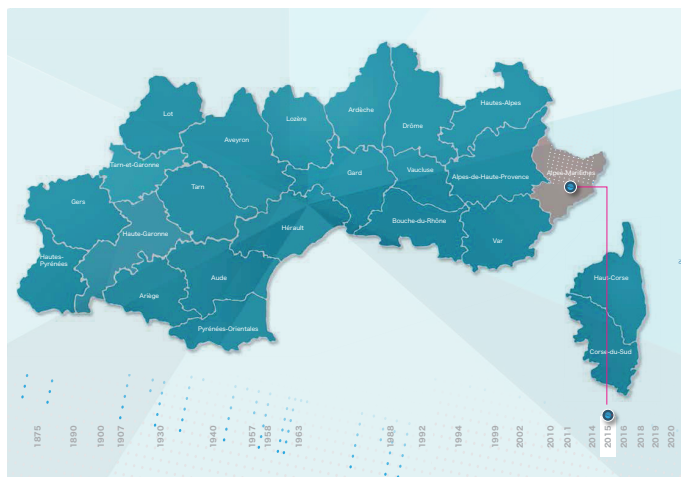 Lot
Lozère
Ardèche
Hautes-Alpes
Drôme
Aveyron
Tarn-et-Garonne
Gard
Vaucluse
Alpes-Maritimes
Alpes-de-Haute-Provence
Tarn
Gers
Bouche-du-Rhône
Hérault
Haute-Garonne
Var
Hautes-
Pyrénées
Aude
Haut-Corse
Ariège
Pyrénées-Orientales
Corse-du-Sud
1875
1890
1900
1907
1930
1940
1957
1958
1963
1988
1992
1994
1999
2002
2010
2011
2014
2015
2016
2018
2019
2020